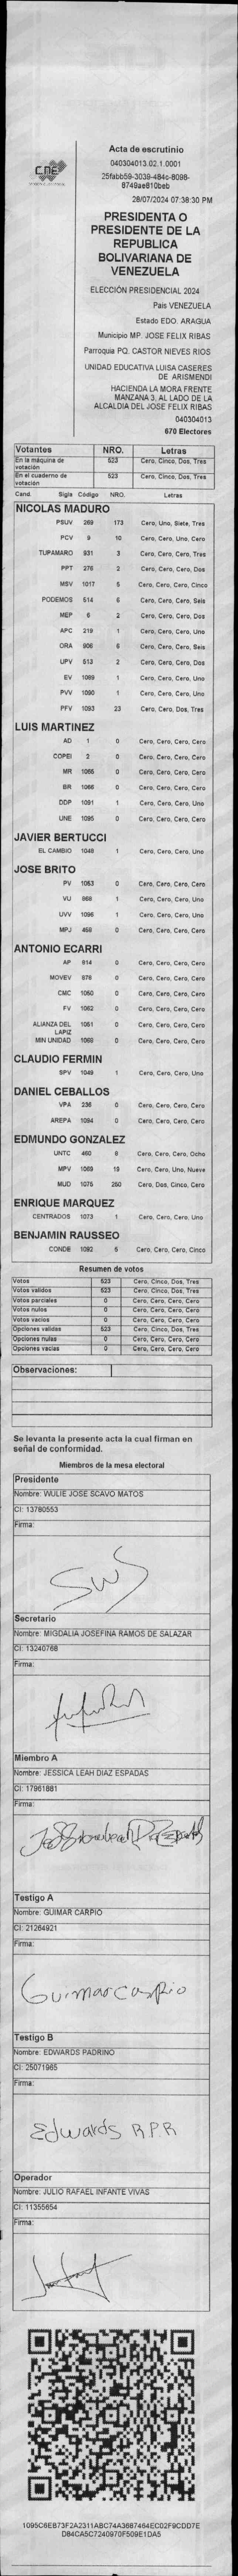 CNE
Acta de escrutinio
040304013.02.1.0001
25fabb59-3039-484c-8098-
6749ae610beb
28/07/2024 07:38:30 PM
PRESIDENTA O
PRESIDENTE DE LA
REPUBLICA
BOLIVARIANA DE
VENEZUELA
ELECCIÓN PRESIDENCIAL 2024
Pais VENEZUELA
Estado EDO. ARAGUA
Municipio MP. JOSE FELIX RIBAS
Parroquia PQ. CASTOR NIEVES RIOS
UNIDAD EDUCATIVA LUISA CASERES
DE ARISMENDI
HACIENDA LA MORA FRENTE
MANZANA 3. AL LADO DE LA
ALCALDIA DEL JOSE FELIX RIBAS
040304013
670 Electores
Votantes NRO. Letras
En la máquina de votación 523 Cero, Cinco, Dos, Tres
En el cuaderno de votación 523 Cero, Cinco, Dos, Tres
Cand. Sigla Código NRO. Letras
NICOLAS MADURO
PSUV 269 173 Cero, Uno, Siete, Tres
PCV 9 10 Cero, Cero, Uno, Cero
TUPAMARO 931 3 Cero, Cero, Cero, Tres
PPT 276 2 Cero, Cero, Cero, Dos
MSV 1017 5 Cero, Cero, Cero, Cinco
PODEMOS 514 6 Cero, Cero, Cero, Seis
MEP 6 2 Cero, Cero, Cero, Dos
APC 219 1 Cero, Cero, Cero, Uno
ORA 906 6 Cero, Cero, Cero, Seis
UPV 513 2 Cero, Cero, Cero, Dos
EV 1089 1 Cero, Cero, Cero, Uno
PVV 1090 1 Cero, Cero, Cero, Uno
PFV 1093 23 Cero, Cero, Dos, Tres
LUIS MARTINEZ
AD 1 0 Cero, Cero, Cero, Cero
COPEI 2 0 Cero, Cero, Cero, Cero
MR 1065 0 Cero, Cero, Cero, Cero
BR 1066 0 Cero, Cero, Cero, Cero
DDP 1091 1 Cero, Cero, Cero, Uno
UNE 1095 0 Cero, Cero, Cero, Cero
JAVIER BERTUCCI
EL CAMBIO 1048 1 Cero, Cero, Cero, Uno
JOSE BRITO
PV 1053 0 Cero, Cero, Cero, Cero
VU 868 1 Cero, Cero, Cero, Uno
UVV 1096 1 Cero, Cero, Cero, Uno
MPJ 458 0 Cero, Cero, Cero, Cero
ANTONIO ECARRI
AP 814 0 Cero, Cero, Cero, Cero
MOVEV 878 0 Cero, Cero, Cero, Cero
CMC 1050 0 Cero, Cero, Cero, Cero
FV 1052 0 Cero, Cero, Cero, Cero
ALIANZA DEL LAPIZ 1051 0 Cero, Cero, Cero, Cero
MIN UNIDAD 1069 0 Cero, Cero, Cero, Cero
CLAUDIO FERMIN
SPV 1049 1 Cero, Cero, Cero, Uno
DANIEL CEBALLOS
VPA 236 0 Cero, Cero, Cero, Cero
AREPA 1094 0 Cero, Cero, Cero, Cero
EDMUNDO GONZALEZ
UNTC 460 8 Cero, Cero, Cero, Ocho
MPV 1069 19 Cero, Cero, Uno, Nueve
MUD 1075 250 Cero, Dos, Cinco, Cero
ENRIQUE MARQUEZ
CENTRADOS 1073 1 Cero, Cero, Cero, Uno
BENJAMIN RAUSSEO
CONDE 1092 5 Cero, Cero, Cero, Cinco
Resumen de votos
Votos 523 Cero, Cinco, Dos, Tres
Votos validos 523 Cero, Cinco, Dos, Tres
Votos parciales 0 Cero, Cero, Cero, Cero
Votos nulos 0 Cero, Cero, Cero, Cero
Votos vacios 0 Cero, Cero, Cero, Cero
Opciones validas 523 Cero, Cinco, Dos, Tres
Opciones nulas 0 Cero, Cero, Cero, Cero
Opciones vacias 0 Cero, Cero, Cero, Cero
Observaciones:
Se levanta la presente acta la cual firman en
señal de conformidad.
Miembros de la mesa electoral
Presidente
Nombre: WULIE JOSE SCAVO MATOS
CI: 13780553
Firma:
Secretario
Nombre: MIGDALIA JOSEFINA RAMOS DE SALAZAR
CI: 13240768
Firma:
Miembro A
Nombre: JESSICA LEAH DIAZ ESPADAS
CI: 17961881
Firma:
Testigo A
Nombre: GUIMAR CARPIO
CI: 21264921
Firma:
Guimar carpio
Testigo B
Nombre: EDWARDS PADRINO
CI: 25071965
Firma:
Edwards R.P.R
Operador
Nombre: JULIO RAFAEL INFANTE VIVAS
CI: 11355654
Firma:
1095C6EB73F2A2311ABC74A3687464EC02F9CDD7E
D84CA5C7240970F509E1DA5